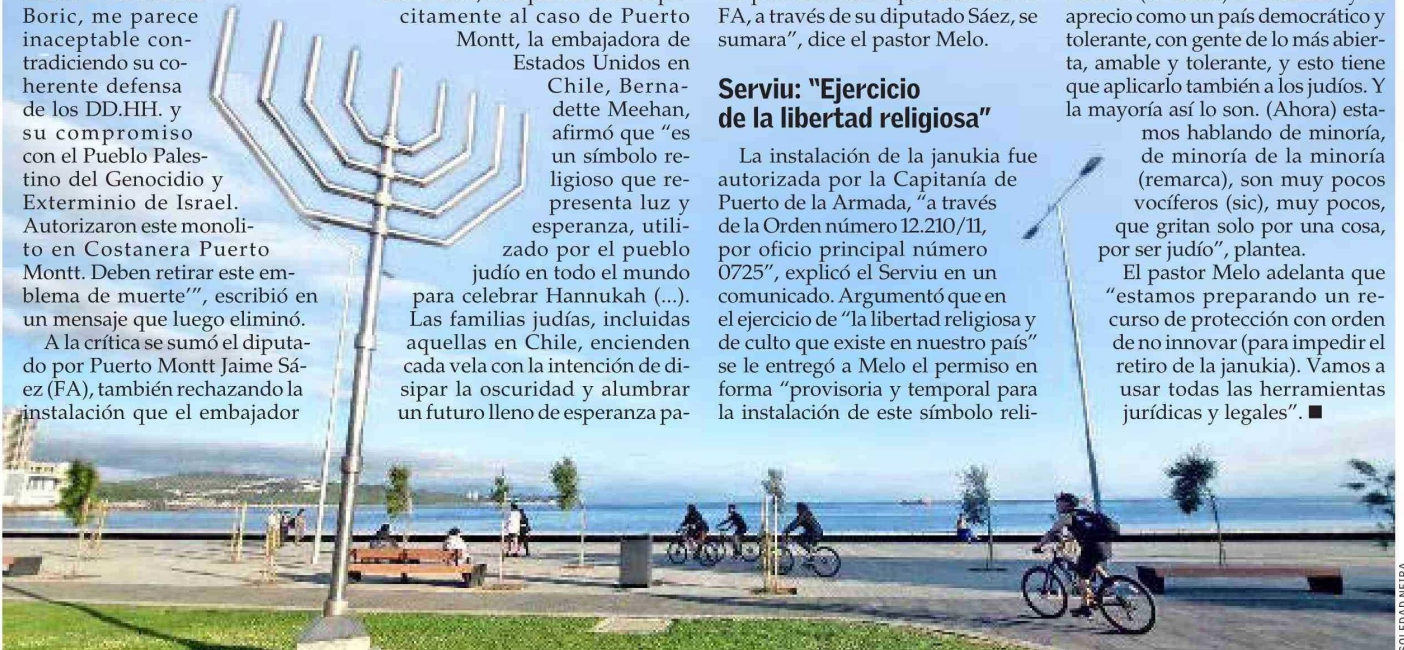 Boric, me parece
inaceptable con-
tradiciendo su co-
herente defensa
de los DD.HH. y
su compromiso
con el Pueblo Pales-
tino del Genocidio y
Exterminio de Israel.
Autorizaron este monoli-
to en Costanera Puerto
Montt. Deben retirar este em-
blema de muerte’”, escribió en
un mensaje que luego eliminó.
A la crítica se sumó el diputa-
do por Puerto Montt Jaime Sá-
ez (FA), también rechazando la
instalación que el embajador
citamente al caso de Puerto
Montt, la embajadora de
Estados Unidos en
Chile, Berna-
dette Meehan,
afirmó que “es
un símbolo re-
ligioso que re-
presenta luz y
esperanza, utili-
zado por el pueblo
judío en todo el mundo
para celebrar Hannukah (...).
Las familias judías, incluidas
aquellas en Chile, encienden
cada vela con la intención de di-
sipar la oscuridad y alumbrar
un futuro lleno de esperanza pa-
FA, a través de su diputado Sáez, se
sumara”, dice el pastor Melo.
Serviu: “Ejercicio
de la libertad religiosa”
La instalación de la janukia fue
autorizada por la Capitanía de
Puerto de la Armada, “a través
de la Orden número 12.210/11,
por oficio principal número
0725”, explicó el Serviu en un
comunicado. Argumentó que en
el ejercicio de “la libertad religiosa y
de culto que existe en nuestro país”
se le entregó a Melo el permiso en
forma “provisoria y temporal para
la instalación de este símbolo reli-
aprecio como un país democrático y
tolerante, con gente de lo más abier-
ta, amable y tolerante, y esto tiene
que aplicarlo también a los judíos. Y
la mayoría así lo son. (Ahora) esta-
mos hablando de minoría,
de minoría de la minoría
(remarca), son muy pocos
vocíferos (sic), muy pocos,
que gritan solo por una cosa,
por ser judío”, plantea.
El pastor Melo adelanta que
“estamos preparando un re-
curso de protección con orden
de no innovar (para impedir el
retiro de la janukia). Vamos a
usar todas las herramientas
jurídicas y legales”. ■
SOLEDAD NEIRA